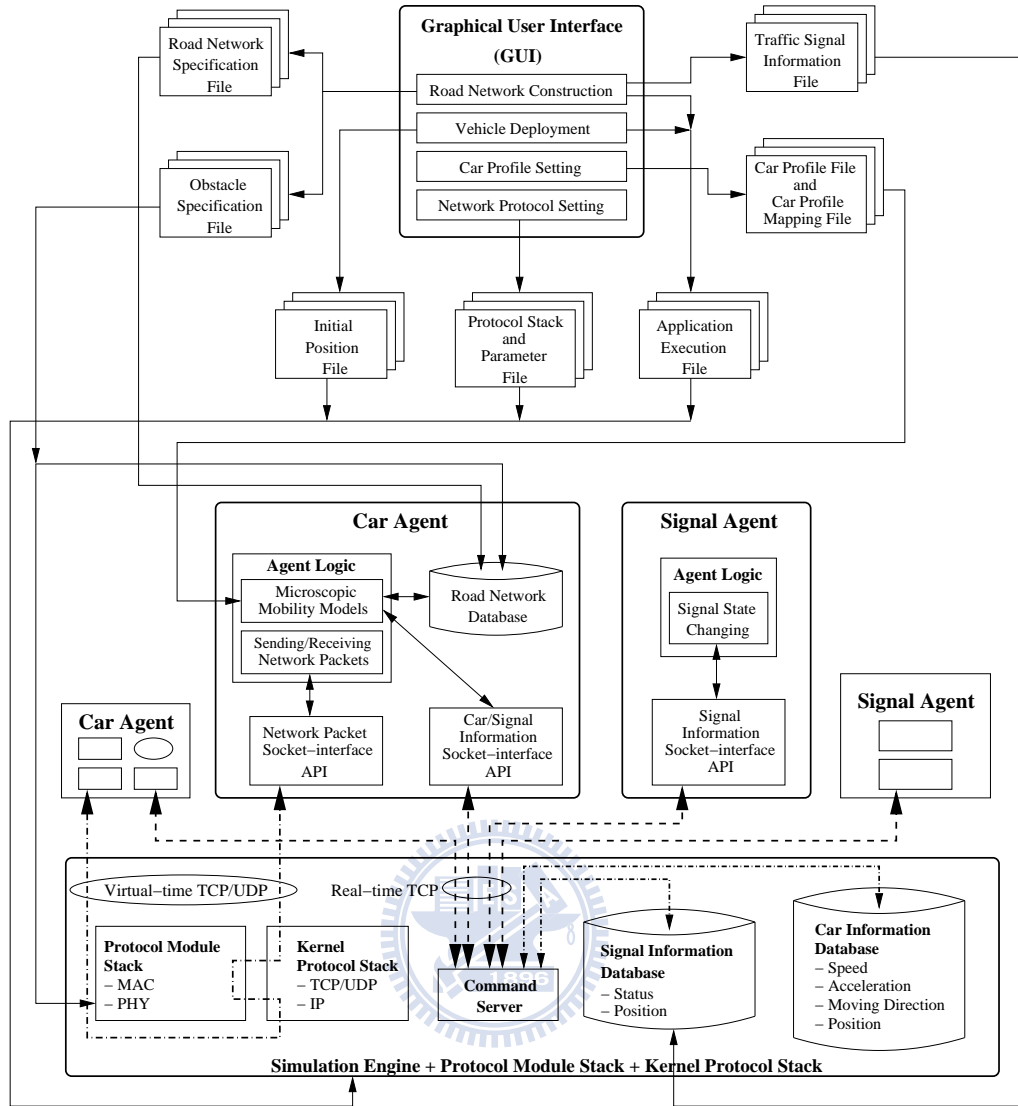 Graphical User Interface
(GUI)
Road Network Construction
Vehicle Deployment
Car Profile Setting
Network Protocol Setting
Road Network
Specification
File
Traffic Signal
Information
File
Obstacle
Specification
File
Car Profile File
and
Car Profile
Mapping File
Initial
Position
File
Protocol Stack
and
Parameter
File
Application
Execution
File
Car Agent
Agent Logic
Microscopic
Mobility Models
Sending/Receiving
Network Packets
Road Network
Database
Network Packet
Socket−interface
API
Car/Signal
Information
Socket−interface
API
Signal Agent
Agent Logic
Signal State
Changing
Signal
Information
Socket−interface
API
Car Agent
Signal Agent
Virtual−time TCP/UDP
Real−time TCP
Protocol Module
Stack
− MAC
− PHY
Kernel
Protocol Stack
− TCP/UDP
− IP
1896
Command
Server
Signal Information
Database
− Status
− Position
Car Information
Database
− Speed
− Acceleration
− Moving Direction
− Position
Simulation Engine + Protocol Module Stack + Kernel Protocol Stack